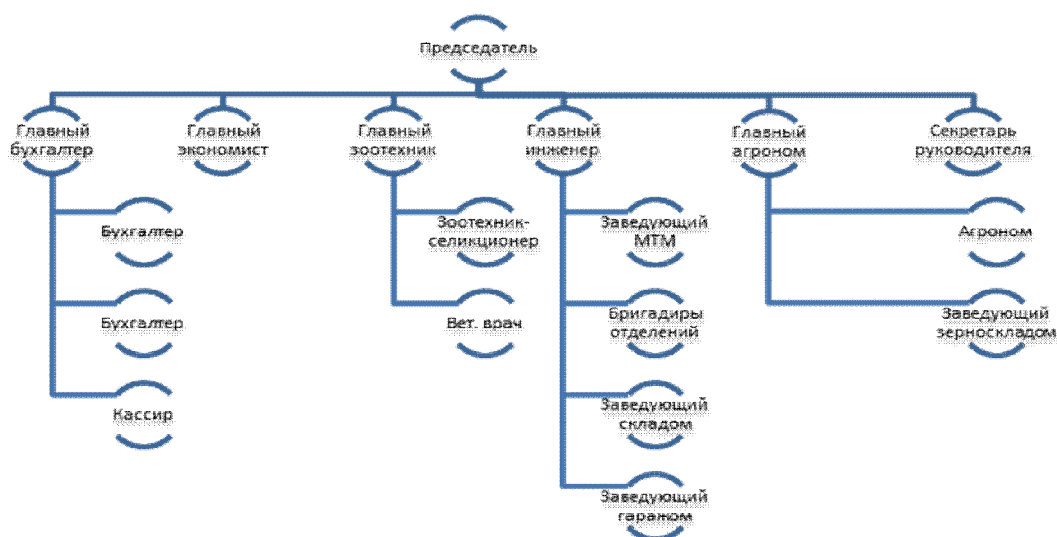 Председатель
Главный
бухгалтер
Главный
экономист
Главный
зоотехник
Главный
инженер
Главный
агроном
Секретарь
руководителя
Бухгалтер
Бухгалтер
Кассир
Зоотехник-
селикционер
Вет. врач
Заведующий
МТМ
Бригадиры
отделений
Заведующий
складом
Заведующий
гаражом
Агроном
Заведующий
зерноскладом